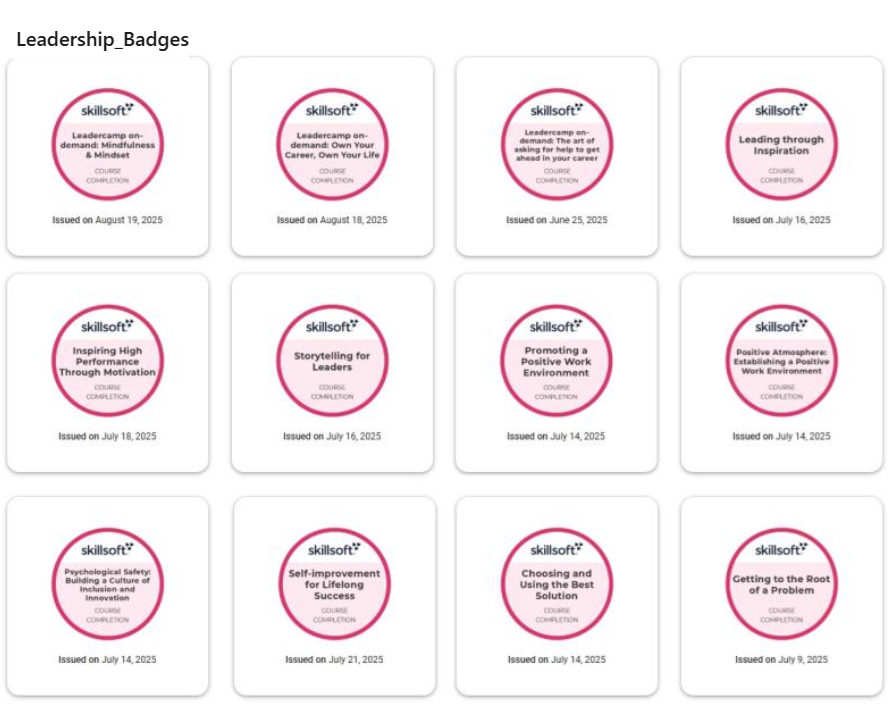 Leadership_Badges
skillsoft
Leadercamp on-
demand: Mindfulness
& Mindset
COURSE
COMPLETION
Issued on August 19, 2025
skillsoft
Leadercamp on-
demand: Own Your
Career, Own Your Life
COURSE
COMPLETION
Issued on August 18, 2025
skillsoft
Leadercamp on-
demand: The art of
asking for help to get
ahead in your career
COURSE
COMPLETION
Issued on June 25, 2025
skillsoft
Leading through
Inspiration
COURSE
COMPLETION
Issued on July 16, 2025
skillsoft
Inspiring High
Performance
Through Motivation
COURSE
COMPLETION
Issued on July 18, 2025
skillsoft
Storytelling for
Leaders
COURSE
COMPLETION
Issued on July 16, 2025
skillsoft
Promoting a
Positive Work
Environment
COURSE
COMPLETION
Issued on July 14, 2025
skillsoft
Positive Atmosphere:
Establishing a Positive
Work Environment
COURSE
COMPLETION
Issued on July 14, 2025
skillsoft
Psychological Safety:
Building a Culture of
Inclusion and
Innovation
COURSE
COMPLETION
Issued on July 14, 2025
skillsoft
Self-improvement
for Lifelong
Success
COURSE
COMPLETION
Issued on July 21, 2025
skillsoft
Choosing and
Using the Best
Solution
COURSE
COMPLETION
Issued on July 14, 2025
skillsoft
Getting to the Root
of a Problem
COURSE
COMPLETION
Issued on July 9, 2025